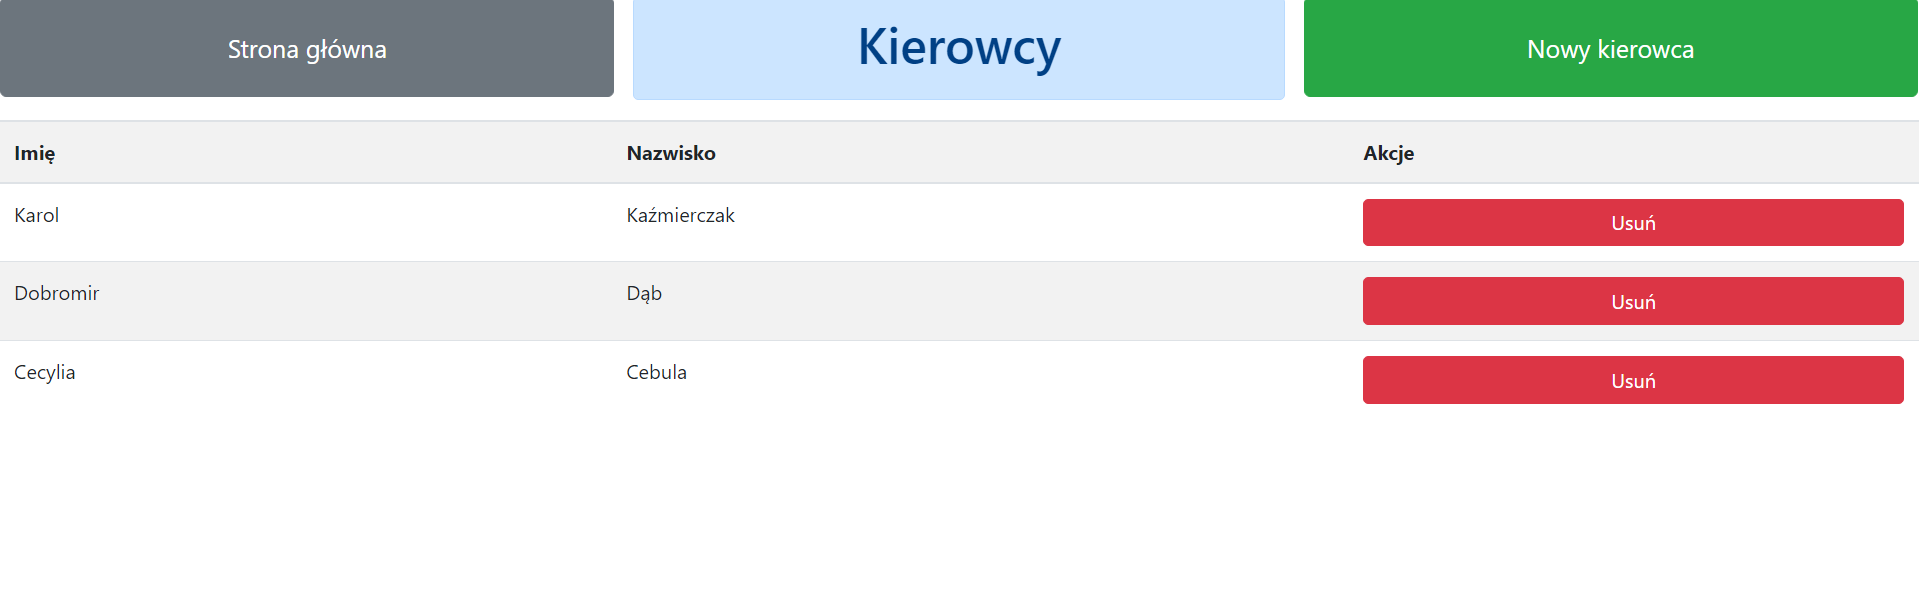 Strona główna Kierowcy Nowy kierowca
Imię Nazwisko Akcje
Karol Kaźmierczak Usuń
Dobromir Dąb Usuń
Cecylia Cebula Usuń